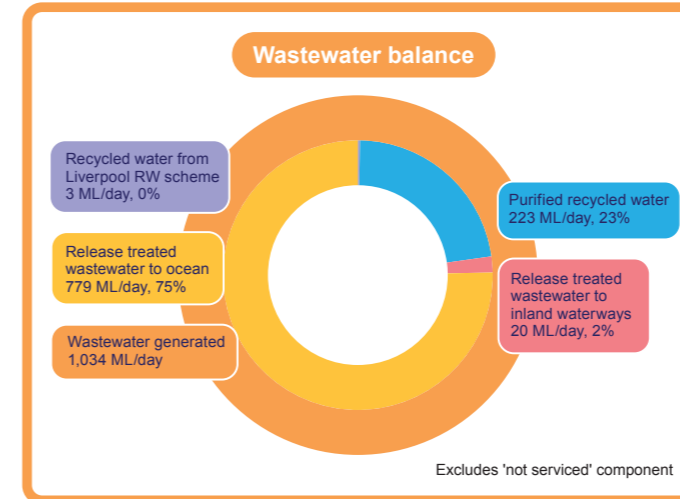 Wastewater balance
Recycled water from
Liverpool RW scheme
3 ML/day, 0%
Release treated
wastewater to ocean
779 ML/day, 75%
Wastewater generated
1,034 ML/day
Purified recycled water
223 ML/day, 23%
Release treated
wastewater to
inland waterways
20 ML/day, 2%
Excludes 'not serviced' component